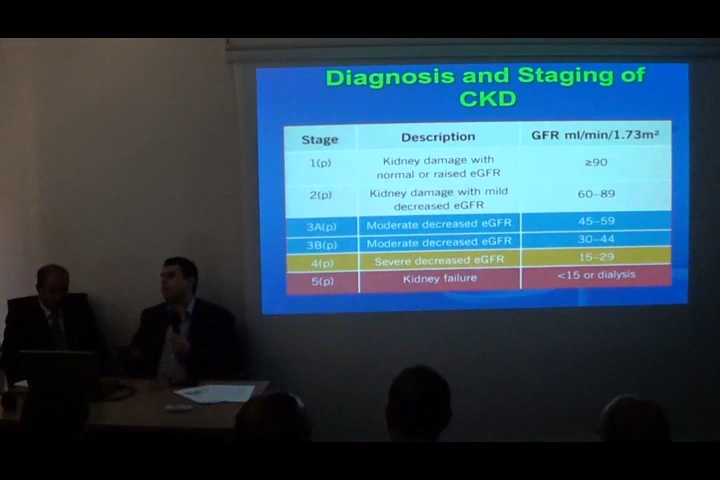 Diagnosis and Staging of
CKD
Stage Description GFR ml/min/1.73m²
1(p) Kidney damage with normal or raised eGFR ≥90
2(p) Kidney damage with mild decreased eGFR 60–89
3A(p) Moderate decreased eGFR 45–59
3B(p) Moderate decreased eGFR 30–44
4(p) Severe decreased eGFR 15–29
5(p) Kidney failure <15 or dialysis